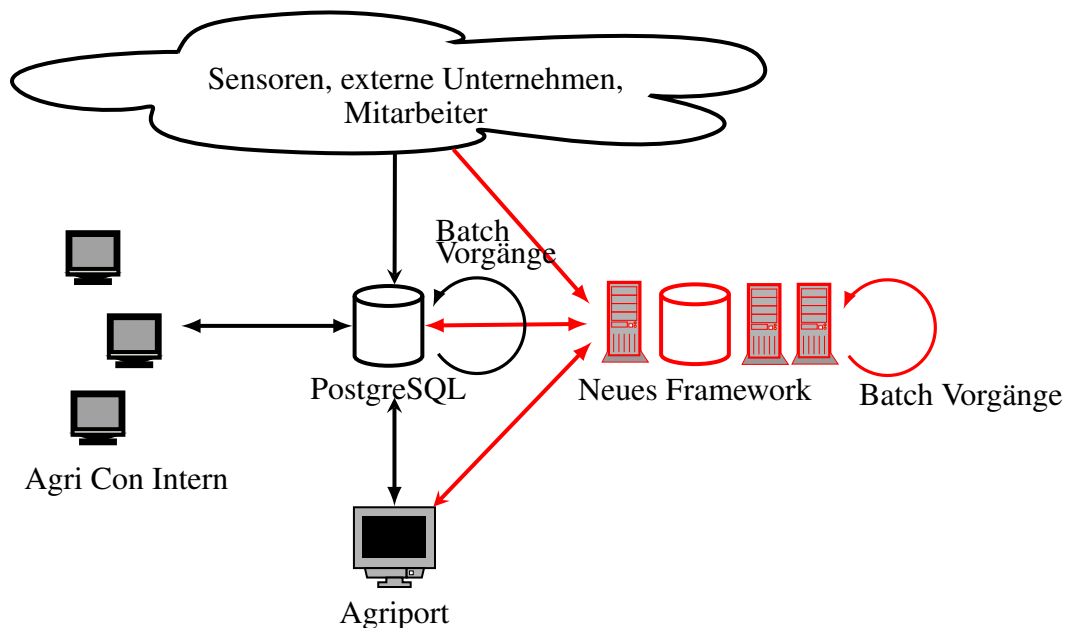 Sensoren, externe Unternehmen,
Mitarbeiter
Batch
Vorgänge
PostgreSQL
Neues Framework
Batch Vorgänge
Agri Con Intern
Agriport